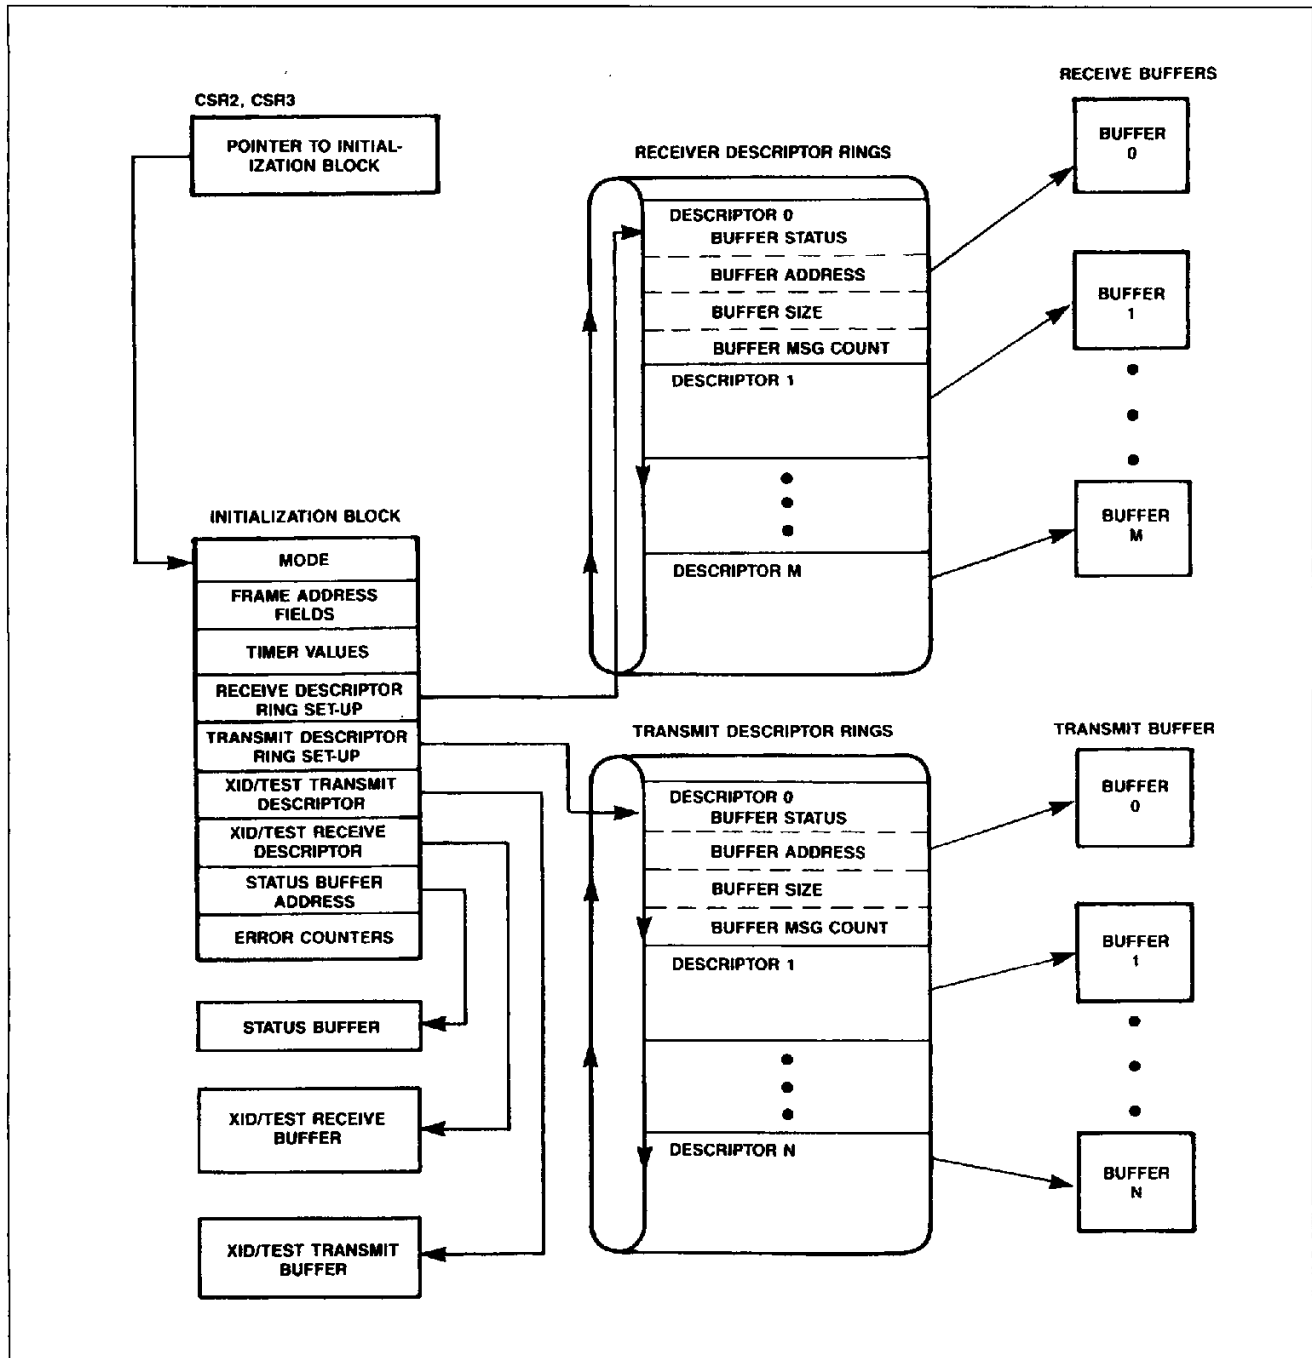 CSR2, CSR3
POINTER TO INITIAL-
IZATION BLOCK
INITIALIZATION BLOCK
MODE
FRAME ADDRESS
FIELDS
TIMER VALUES
RECEIVE DESCRIPTOR
RING SET-UP
TRANSMIT DESCRIPTOR
RING SET-UP
XID/TEST TRANSMIT
DESCRIPTOR
XID/TEST RECEIVE
DESCRIPTOR
STATUS BUFFER
ADDRESS
ERROR COUNTERS
STATUS BUFFER
XID/TEST RECEIVE
BUFFER
XID/TEST TRANSMIT
BUFFER
RECEIVER DESCRIPTOR RINGS
DESCRIPTOR 0
BUFFER STATUS
BUFFER ADDRESS
BUFFER SIZE
BUFFER MSG COUNT
DESCRIPTOR 1
DESCRIPTOR M
RECEIVE BUFFERS
BUFFER
0
BUFFER
1
BUFFER
M
TRANSMIT DESCRIPTOR RINGS
DESCRIPTOR 0
BUFFER STATUS
BUFFER ADDRESS
BUFFER SIZE
BUFFER MSG COUNT
DESCRIPTOR 1
DESCRIPTOR N
TRANSMIT BUFFER
BUFFER
0
BUFFER
1
BUFFER
N